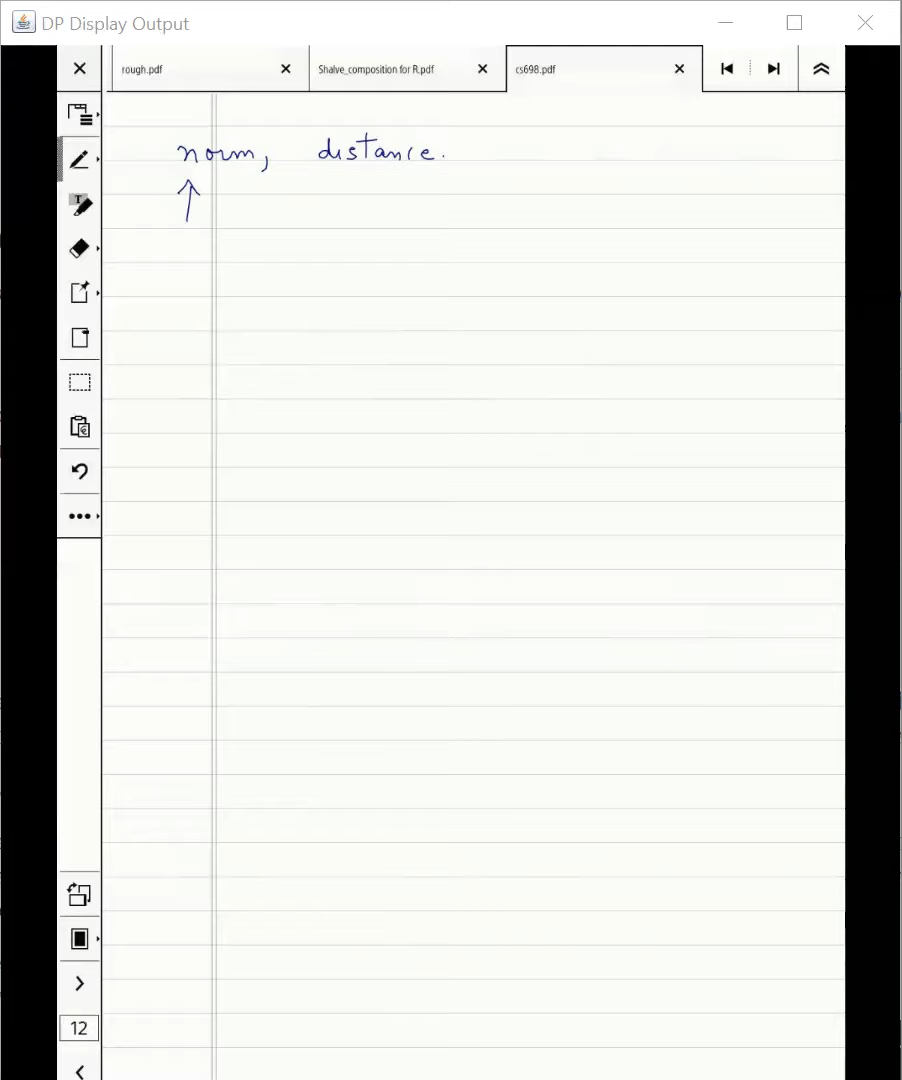 DP Display Output
rough.pdf
Shalve_composition for R.pdf
cs698.pdf
norm, distance.
12